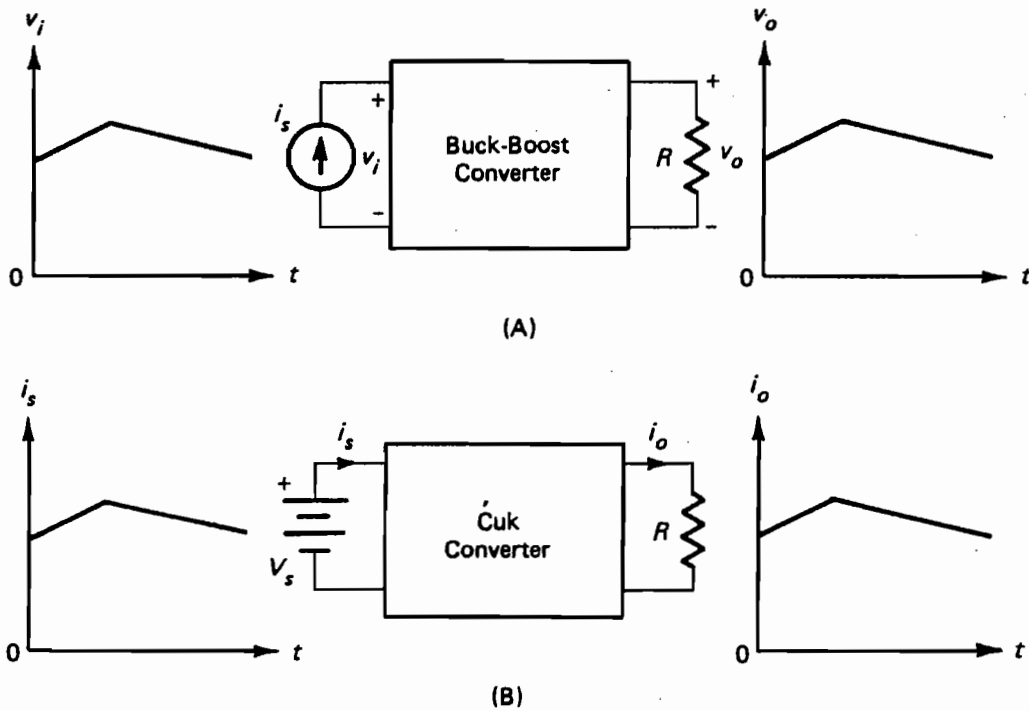 v_i
v_o
+
i_s
v_i
−
Buck-Boost
Converter
+
R
v_o
−
0
t
0
t
(A)
i_s
i_o
i_s
i_o
+
V_s
Ćuk
Converter
R
0
t
0
t
(B)